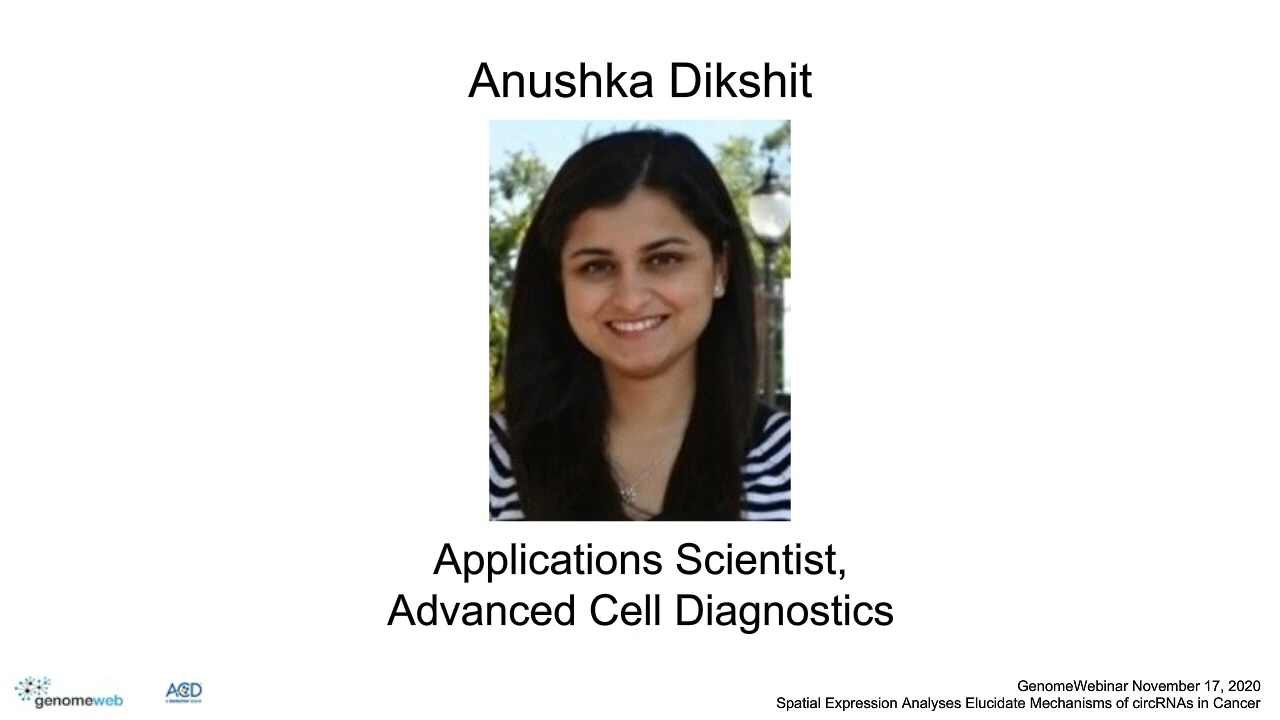 Anushka Dikshit
Applications Scientist,
Advanced Cell Diagnostics
genomeweb
ACD
GenomeWebinar November 17, 2020
Spatial Expression Analyses Elucidate Mechanisms of circRNAs in Cancer